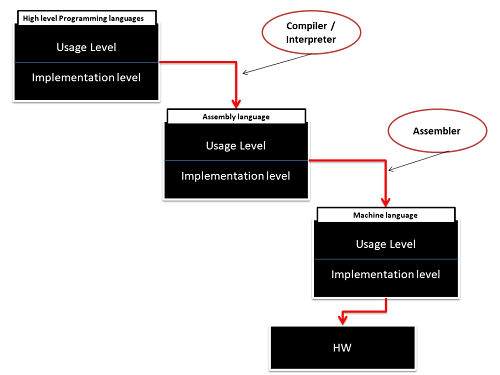 High level Programming languages
Usage Level
Implementation level
Compiler /
Interpreter
Assembly language
Usage Level
Implementation level
Assembler
Machine language
Usage Level
Implementation level
HW